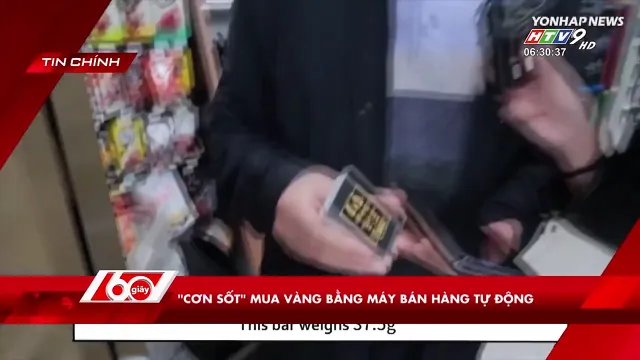 YONHAP NEWS
HTV9 HD
06:30:37
TIN CHÍNH
60 giây
"CƠN SỐT" MUA VÀNG BẰNG MÁY BÁN HÀNG TỰ ĐỘNG
This bar weighs 37.5g